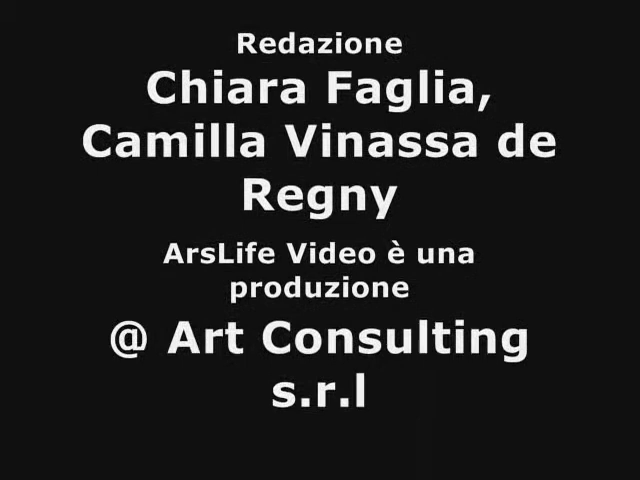 Redazione
Chiara Faglia,
Camilla Vinassa de
Regny
ArsLife Video è una
produzione
@ Art Consulting
s.r.l